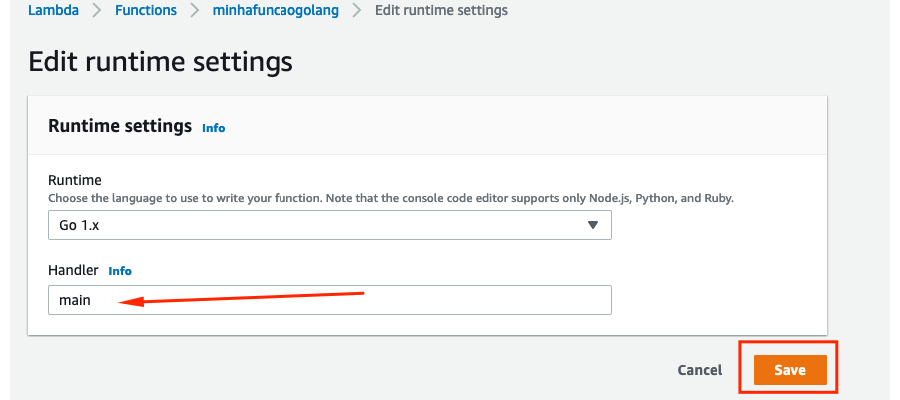 Lambda > Functions > minhafuncaogolang > Edit runtime settings
Edit runtime settings
Runtime settings Info
Runtime
Choose the language to use to write your function. Note that the console code editor supports only Node.js, Python, and Ruby.
Go 1.x
Handler Info
main
Cancel Save